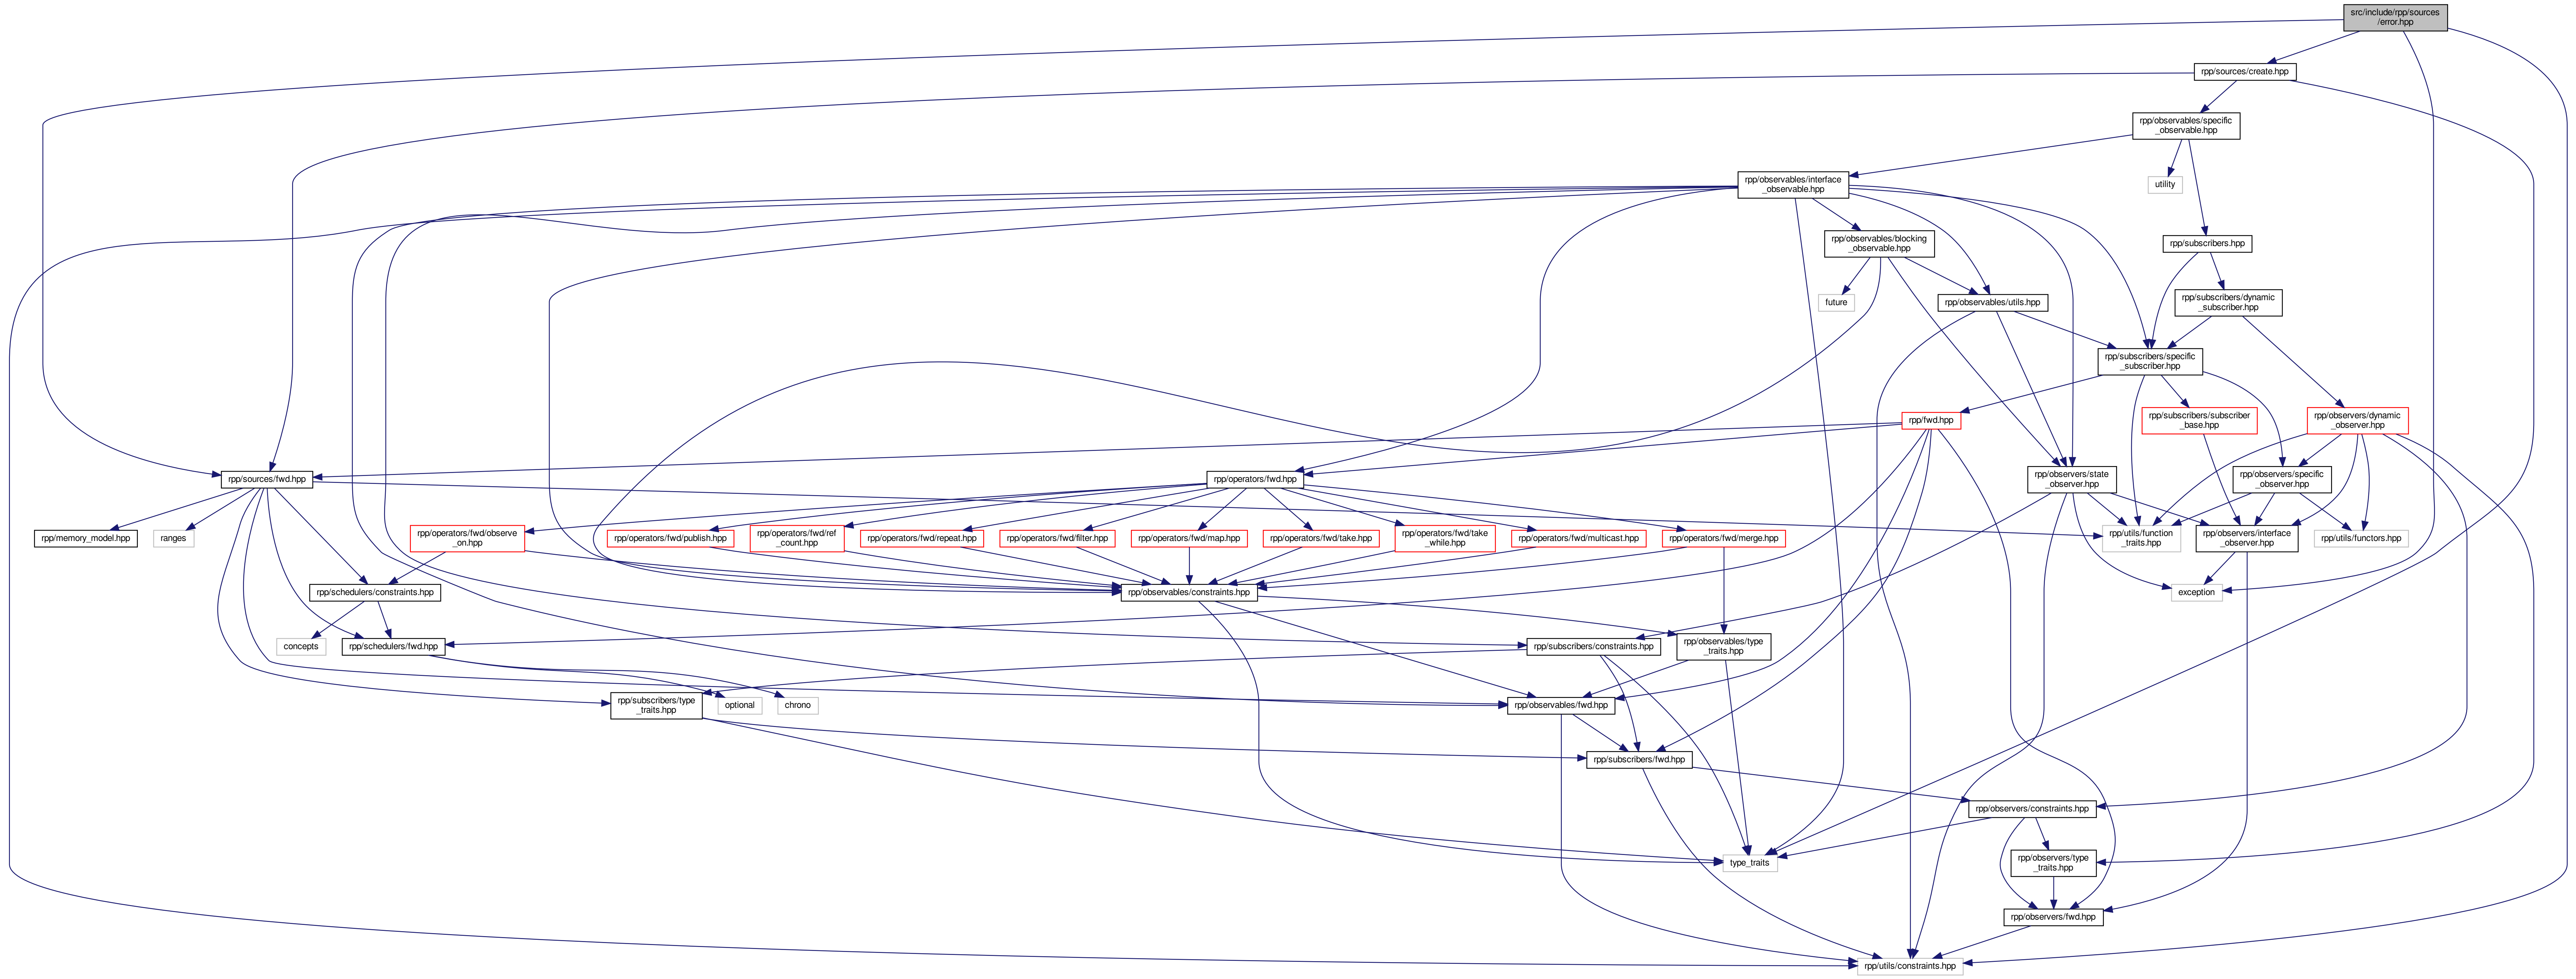 src/include/rpp/sources
/error.hpp
rpp/sources/create.hpp
rpp/observables/specific
_observable.hpp
rpp/observables/interface
_observable.hpp
utility
rpp/observables/blocking
_observable.hpp
rpp/subscribers.hpp
future
rpp/observables/utils.hpp
rpp/subscribers/dynamic
_subscriber.hpp
rpp/subscribers/specific
_subscriber.hpp
rpp/fwd.hpp
rpp/subscribers/subscriber
_base.hpp
rpp/observers/dynamic
_observer.hpp
rpp/sources/fwd.hpp
rpp/operators/fwd.hpp
rpp/observers/state
_observer.hpp
rpp/observers/specific
_observer.hpp
rpp/memory_model.hpp
ranges
rpp/operators/fwd/observe
_on.hpp
rpp/operators/fwd/publish.hpp
rpp/operators/fwd/ref
_count.hpp
rpp/operators/fwd/repeat.hpp
rpp/operators/fwd/filter.hpp
rpp/operators/fwd/map.hpp
rpp/operators/fwd/take.hpp
rpp/operators/fwd/take
_while.hpp
rpp/operators/fwd/multicast.hpp
rpp/operators/fwd/merge.hpp
rpp/utils/function
_traits.hpp
rpp/observers/interface
_observer.hpp
rpp/utils/functors.hpp
rpp/schedulers/constraints.hpp
rpp/observables/constraints.hpp
exception
concepts
rpp/schedulers/fwd.hpp
rpp/subscribers/constraints.hpp
rpp/observables/type
_traits.hpp
rpp/subscribers/type
_traits.hpp
optional
chrono
rpp/observables/fwd.hpp
rpp/subscribers/fwd.hpp
rpp/observers/constraints.hpp
type_traits
rpp/observers/type
_traits.hpp
rpp/observers/fwd.hpp
rpp/utils/constraints.hpp